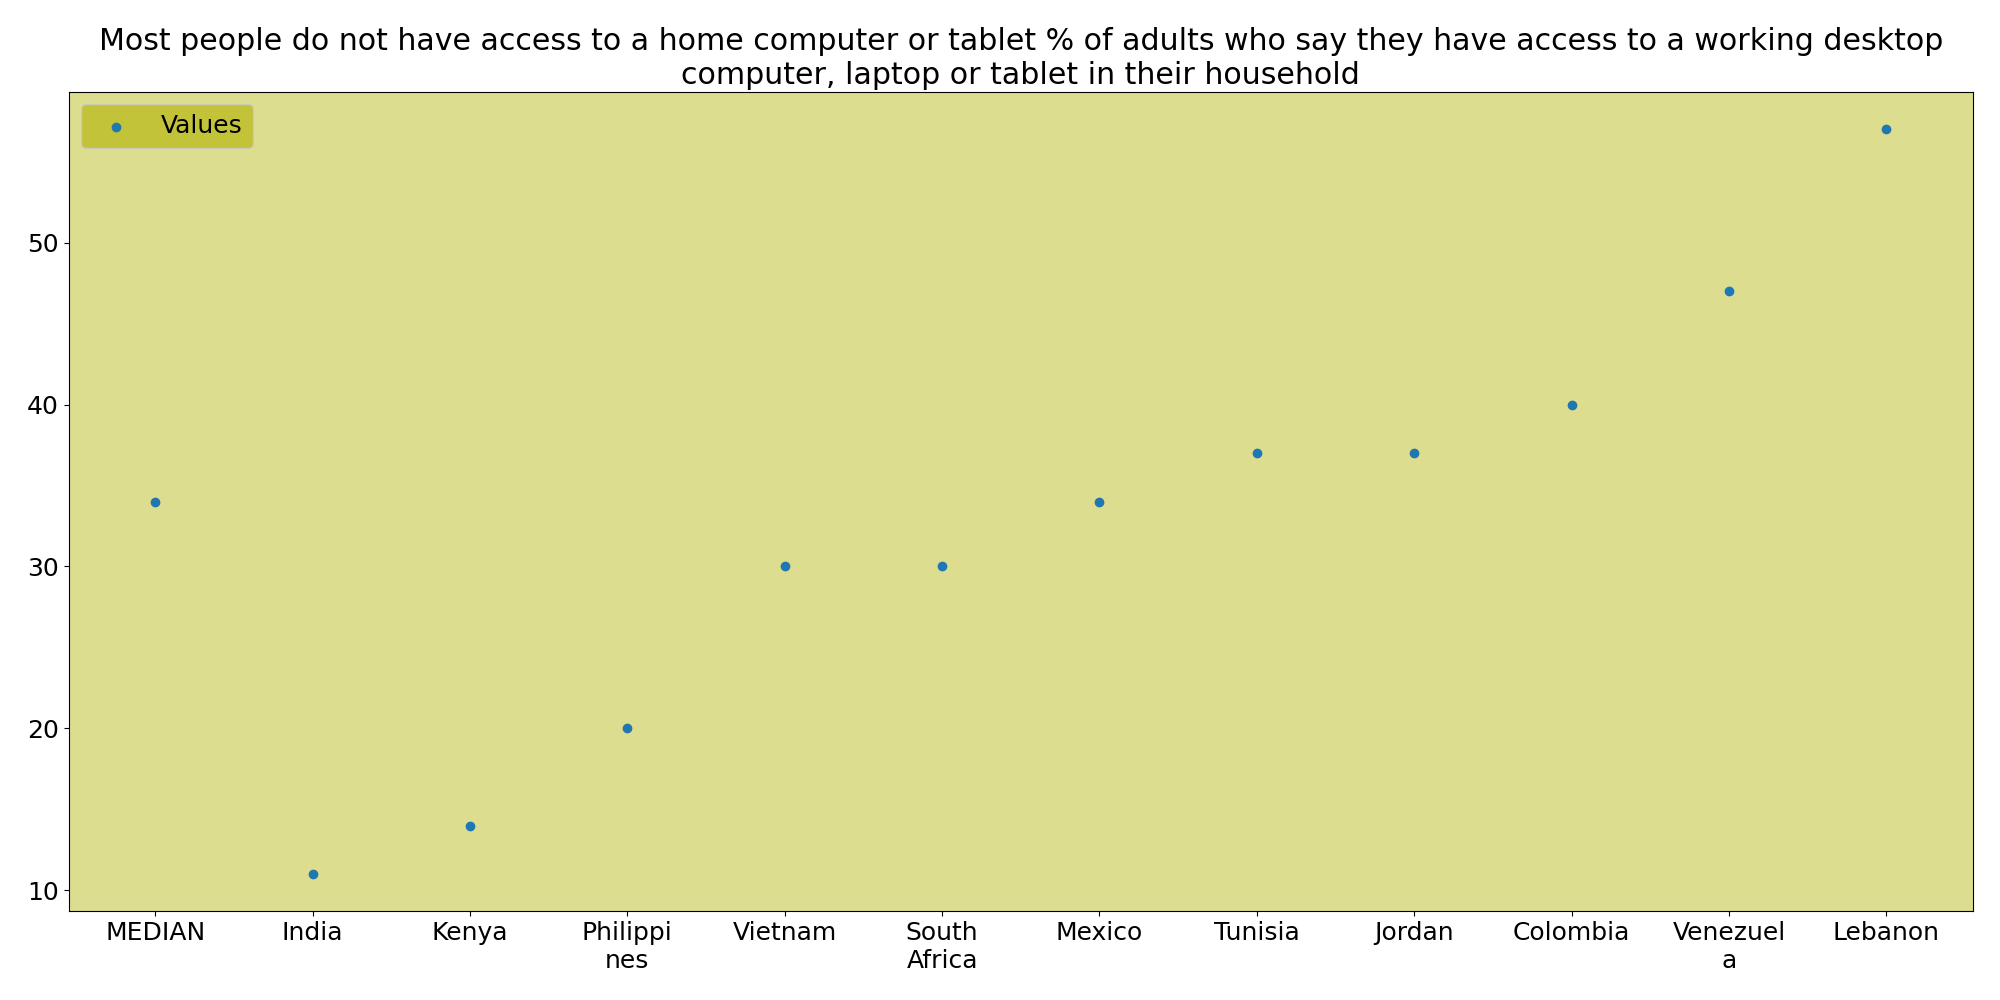 Most people do not have access to a home computer or tablet % of adults who say they have access to a working desktop
computer, laptop or tablet in their household
Values
50
40
30
20
10
MEDIAN India Kenya Philippi Vietnam South Mexico Tunisia Jordan Colombia Venezuel Lebanon
nes Africa a